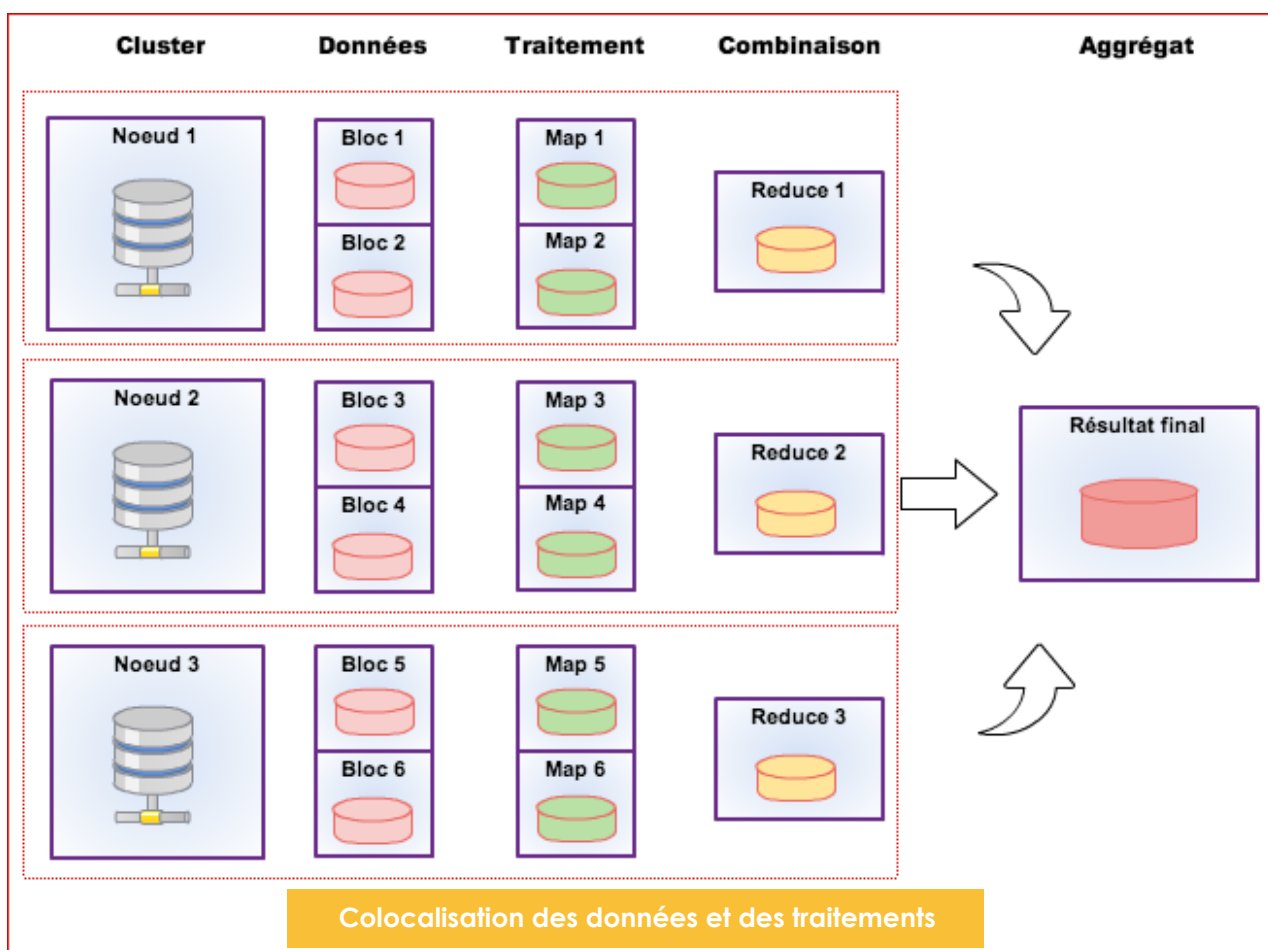 Cluster Données Traitement Combinaison Aggrégat
Noeud 1 Bloc 1 Map 1
Reduce 1
Bloc 2 Map 2
Noeud 2 Bloc 3 Map 3
Résultat final
Reduce 2
Bloc 4 Map 4
Noeud 3 Bloc 5 Map 5
Reduce 3
Bloc 6 Map 6
Colocalisation des données et des traitements